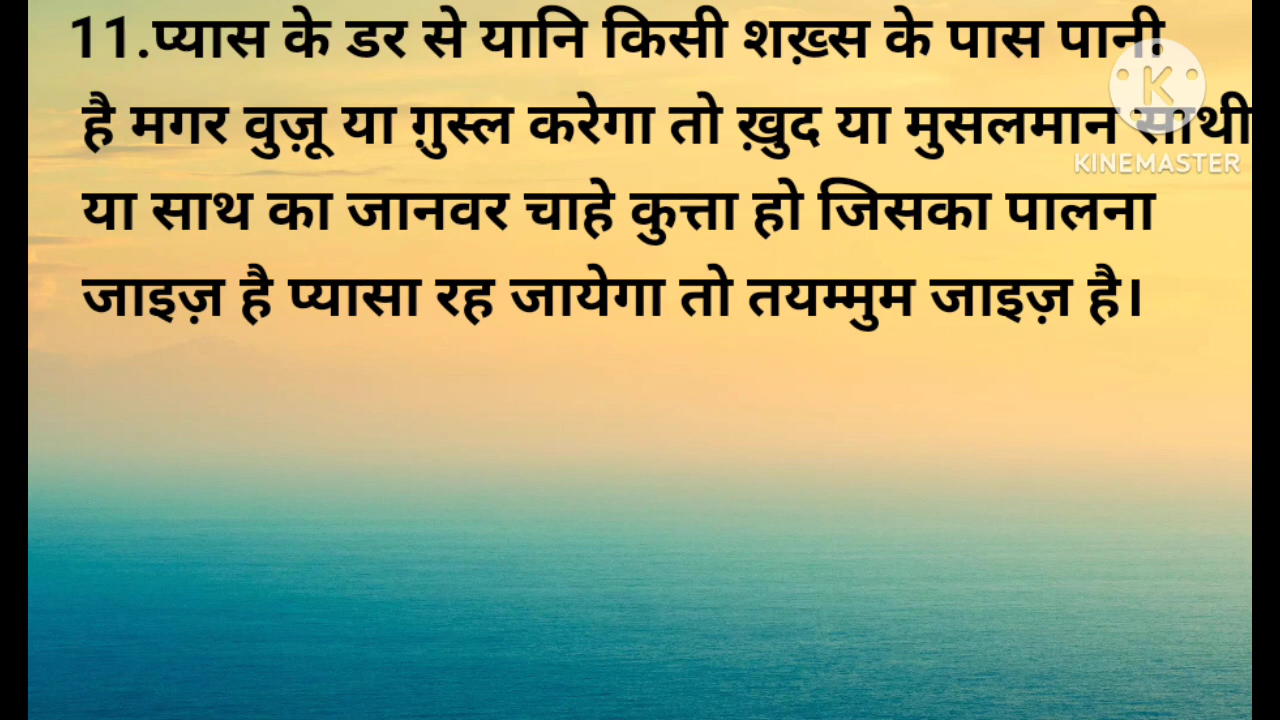 11.प्यास के डर से यानि किसी शख़्स के पास पानी
है मगर वुज़ू या ग़ुस्ल करेगा तो ख़ुद या मुसलमान साथी
या साथ का जानवर चाहे कुत्ता हो जिसका पालना
जाइज़ है प्यासा रह जायेगा तो तयम्मुम जाइज़ है।
K
KINEMASTER